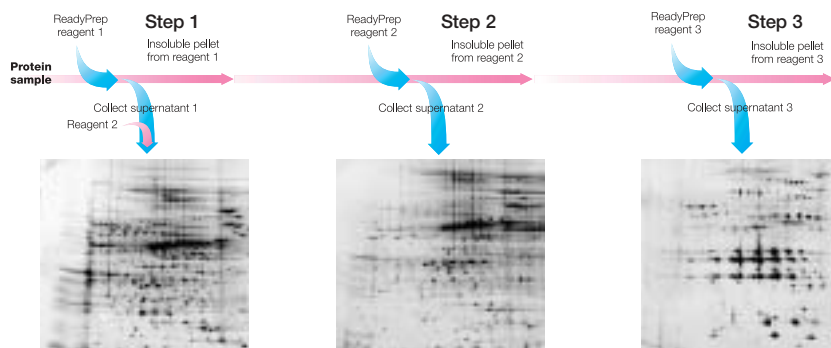 Protein
sample
ReadyPrep
reagent 1
Step 1
Insoluble pellet
from reagent 1
Collect supernatant 1
Reagent 2
ReadyPrep
reagent 2
Step 2
Insoluble pellet
from reagent 2
Collect supernatant 2
ReadyPrep
reagent 3
Step 3
Insoluble pellet
from reagent 3
Collect supernatant 3